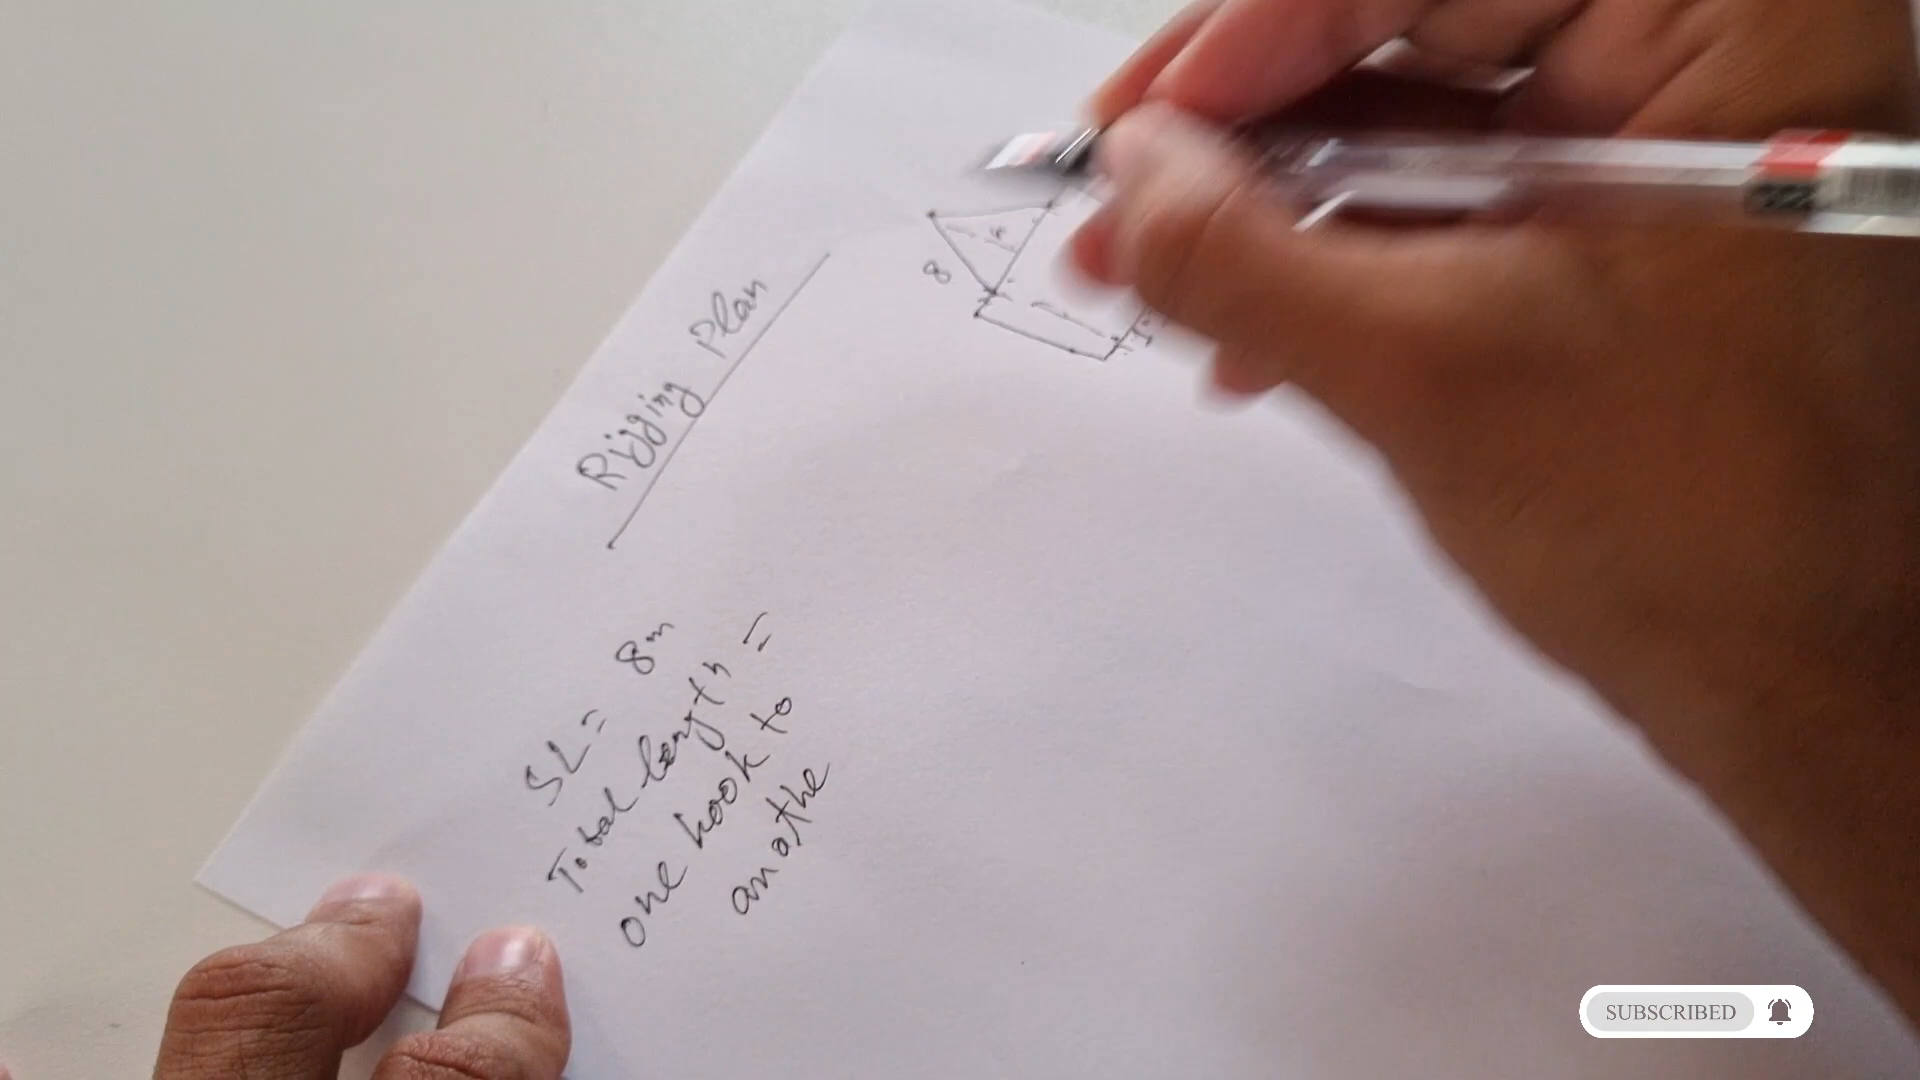 Rigging Plan
8
SL = 8m
Total length =
one hook to
anothe
SUBSCRIBED